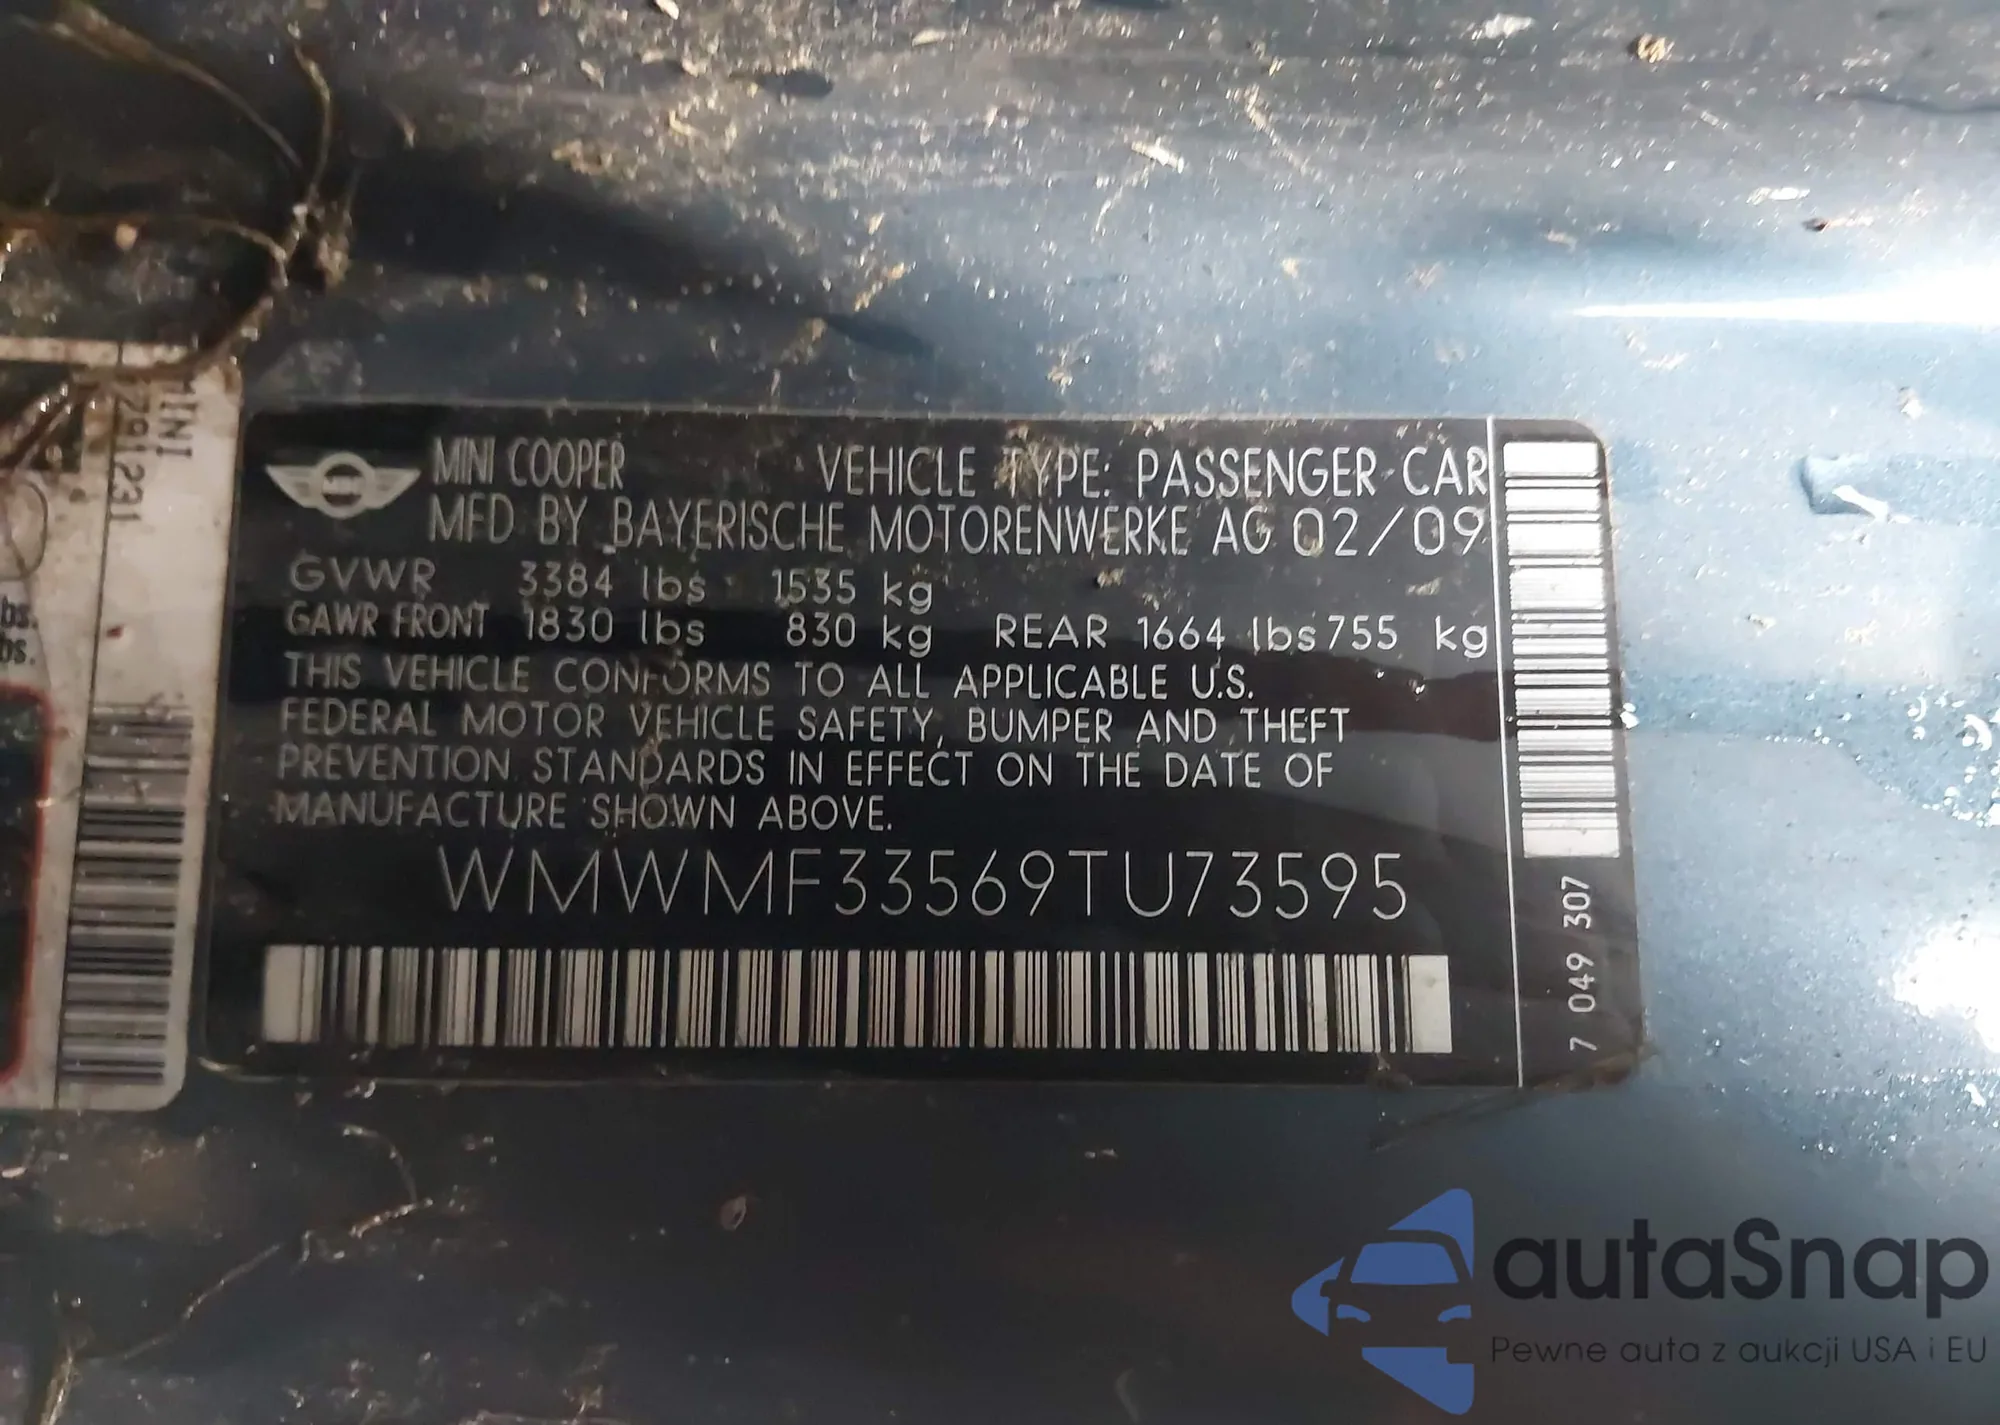 MINI COOPER VEHICLE TYPE: PASSENGER CAR
MFD BY BAYERISCHE MOTORENWERKE AG 02/09
GVWR 3384 lbs 1535 kg
GAWR FRONT 1830 lbs 830 kg REAR 1664 lbs 755 kg
THIS VEHICLE CONFORMS TO ALL APPLICABLE U.S.
FEDERAL MOTOR VEHICLE SAFETY, BUMPER AND THEFT
PREVENTION STANDARDS IN EFFECT ON THE DATE OF
MANUFACTURE SHOWN ABOVE.
WMWMF33569TU73595
7 049 307
MINI
bs.
bs.
autaSnap
Pewne auta z aukcji USA i EU